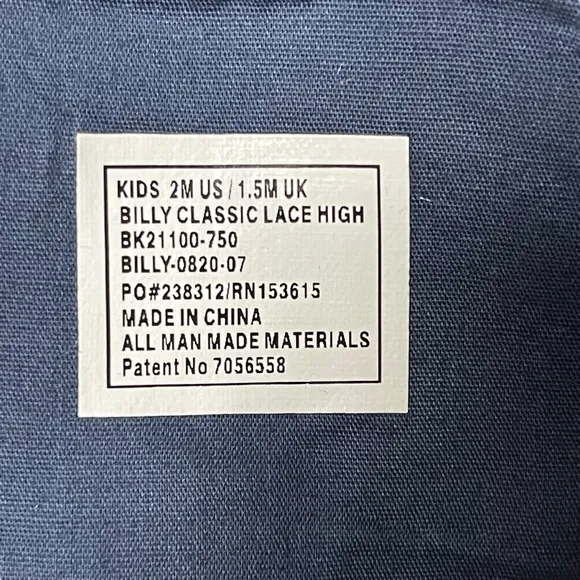 KIDS 2M US / 1.5M UK
BILLY CLASSIC LACE HIGH
BK21100-750
BILLY-0820-07
PO#238312/RN153615
MADE IN CHINA
ALL MAN MADE MATERIALS
Patent No 7056558